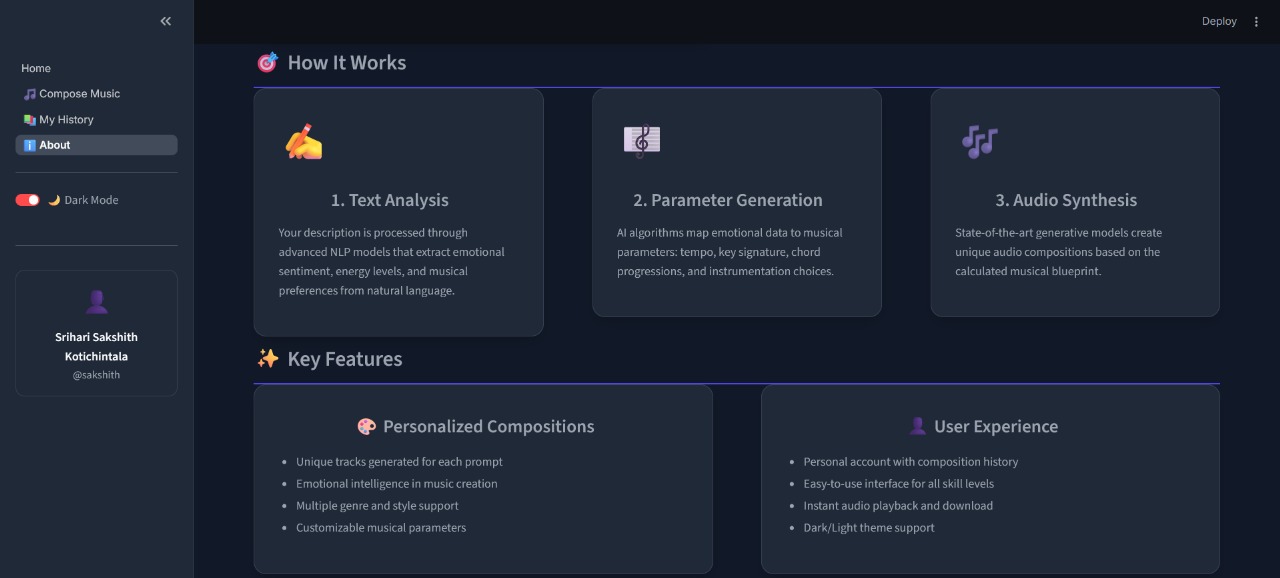 Deploy
Home
Compose Music
My History
About
Dark Mode
Srihari Sakshith
Kotichintala
@sakshith
How It Works
1. Text Analysis
Your description is processed through
advanced NLP models that extract emotional
sentiment, energy levels, and musical
preferences from natural language.
2. Parameter Generation
AI algorithms map emotional data to musical
parameters: tempo, key signature, chord
progressions, and instrumentation choices.
3. Audio Synthesis
State-of-the-art generative models create
unique audio compositions based on the
calculated musical blueprint.
Key Features
Personalized Compositions
• Unique tracks generated for each prompt
• Emotional intelligence in music creation
• Multiple genre and style support
• Customizable musical parameters
User Experience
• Personal account with composition history
• Easy-to-use interface for all skill levels
• Instant audio playback and download
• Dark/Light theme support